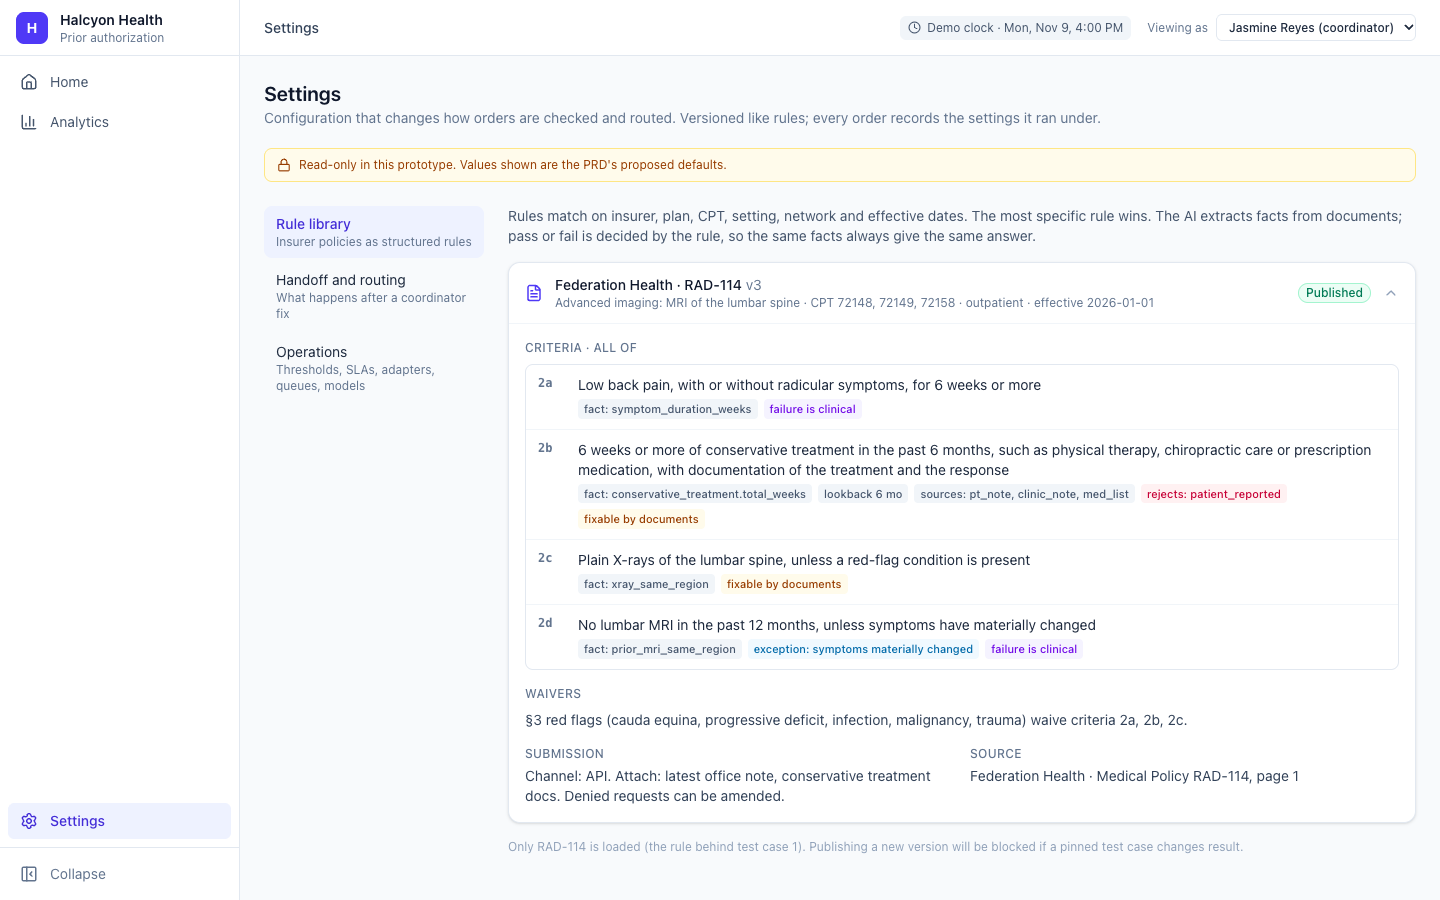 H
Halcyon Health
Prior authorization
Settings
Demo clock · Mon, Nov 9, 4:00 PM
Viewing as
Jasmine Reyes (coordinator)
Home
Analytics
Settings
Configuration that changes how orders are checked and routed. Versioned like rules; every order records the settings it ran under.
Read-only in this prototype. Values shown are the PRD's proposed defaults.
Rule library
Insurer policies as structured rules
Handoff and routing
What happens after a coordinator
fix
Operations
Thresholds, SLAs, adapters,
queues, models
Rules match on insurer, plan, CPT, setting, network and effective dates. The most specific rule wins. The AI extracts facts from documents;
pass or fail is decided by the rule, so the same facts always give the same answer.
Federation Health · RAD-114 v3
Advanced imaging: MRI of the lumbar spine · CPT 72148, 72149, 72158 · outpatient · effective 2026-01-01
Published
CRITERIA · ALL OF
2a
Low back pain, with or without radicular symptoms, for 6 weeks or more
fact: symptom_duration_weeks
failure is clinical
2b
6 weeks or more of conservative treatment in the past 6 months, such as physical therapy, chiropractic care or prescription
medication, with documentation of the treatment and the response
fact: conservative_treatment.total_weeks
lookback 6 mo
sources: pt_note, clinic_note, med_list
rejects: patient_reported
fixable by documents
2c
Plain X-rays of the lumbar spine, unless a red-flag condition is present
fact: xray_same_region
fixable by documents
2d
No lumbar MRI in the past 12 months, unless symptoms have materially changed
fact: prior_mri_same_region
exception: symptoms materially changed
failure is clinical
WAIVERS
§3 red flags (cauda equina, progressive deficit, infection, malignancy, trauma) waive criteria 2a, 2b, 2c.
SUBMISSION
Channel: API. Attach: latest office note, conservative treatment
docs. Denied requests can be amended.
SOURCE
Federation Health · Medical Policy RAD-114, page 1
Only RAD-114 is loaded (the rule behind test case 1). Publishing a new version will be blocked if a pinned test case changes result.
Settings
Collapse